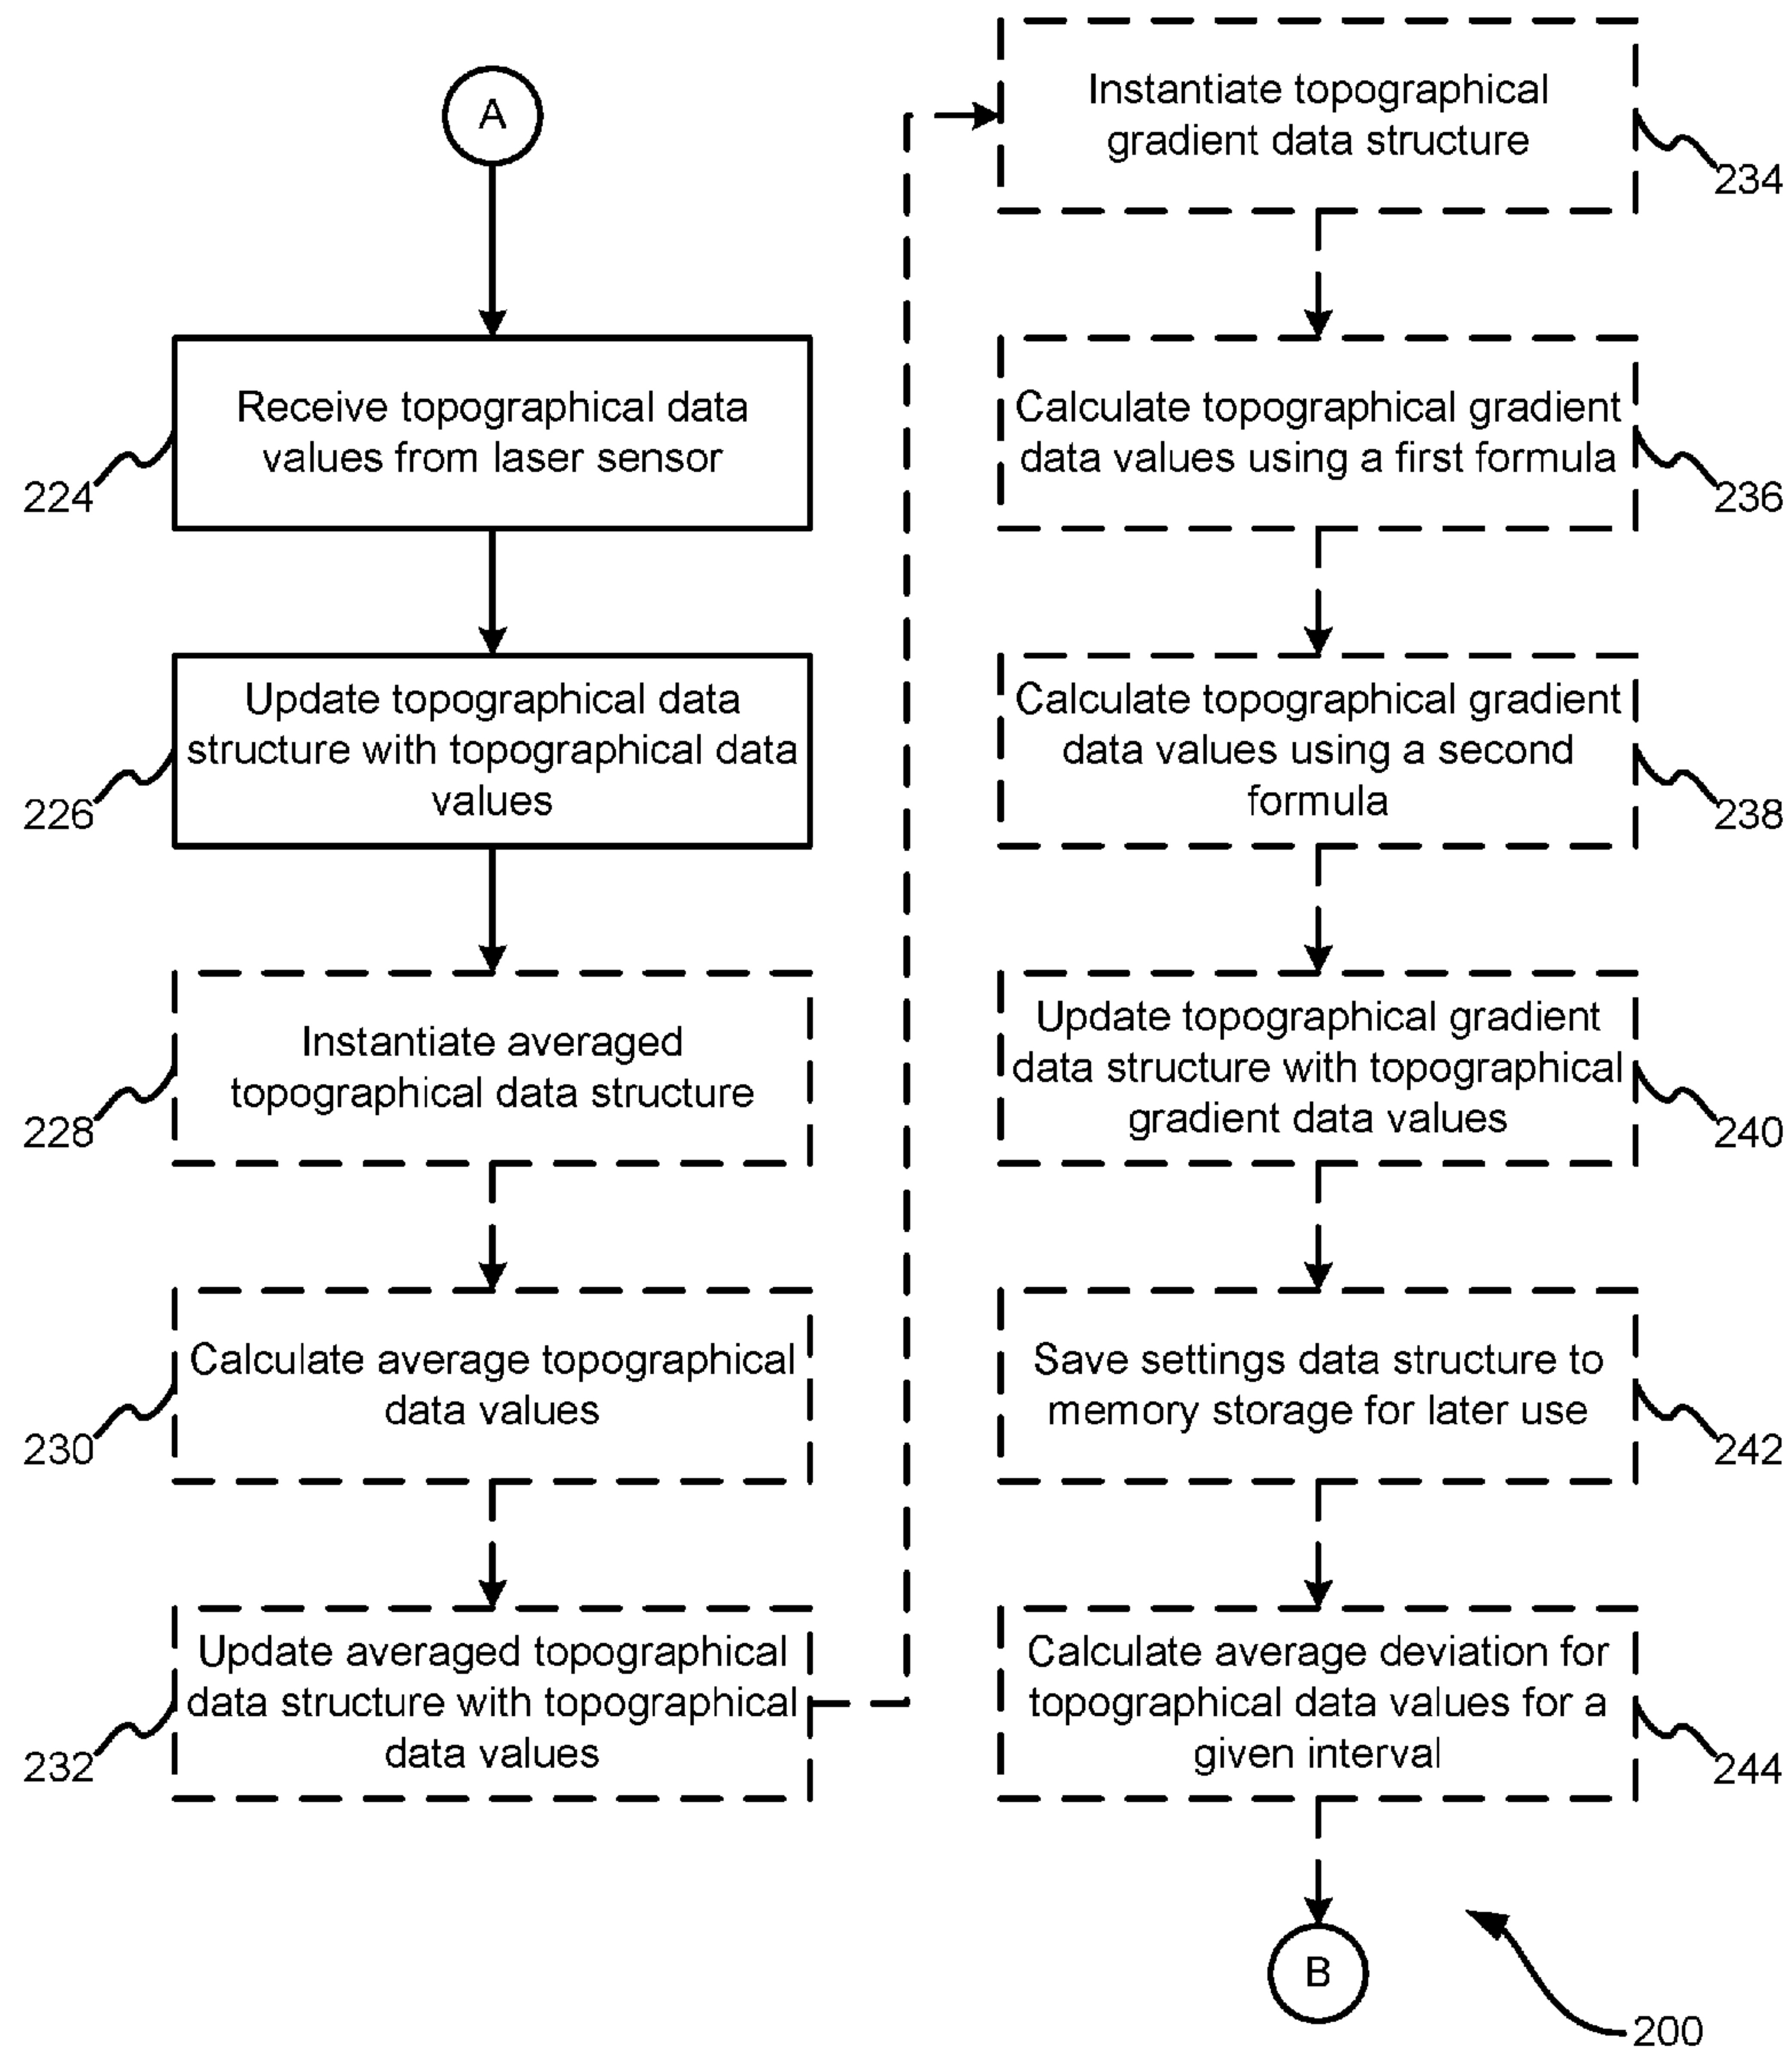 A
Receive topographical data
values from laser sensor
224
Update topographical data
structure with topographical data
values
226
Instantiate averaged
topographical data structure
228
Calculate average topographical
data values
230
Update averaged topographical
data structure with topographical
data values
232
Instantiate topographical
gradient data structure
234
Calculate topographical gradient
data values using a first formula
236
Calculate topographical gradient
data values using a second
formula
238
Update topographical gradient
data structure with topographical
gradient data values
240
Save settings data structure to
memory storage for later use
242
Calculate average deviation for
topographical data values for a
given interval
244
B
200